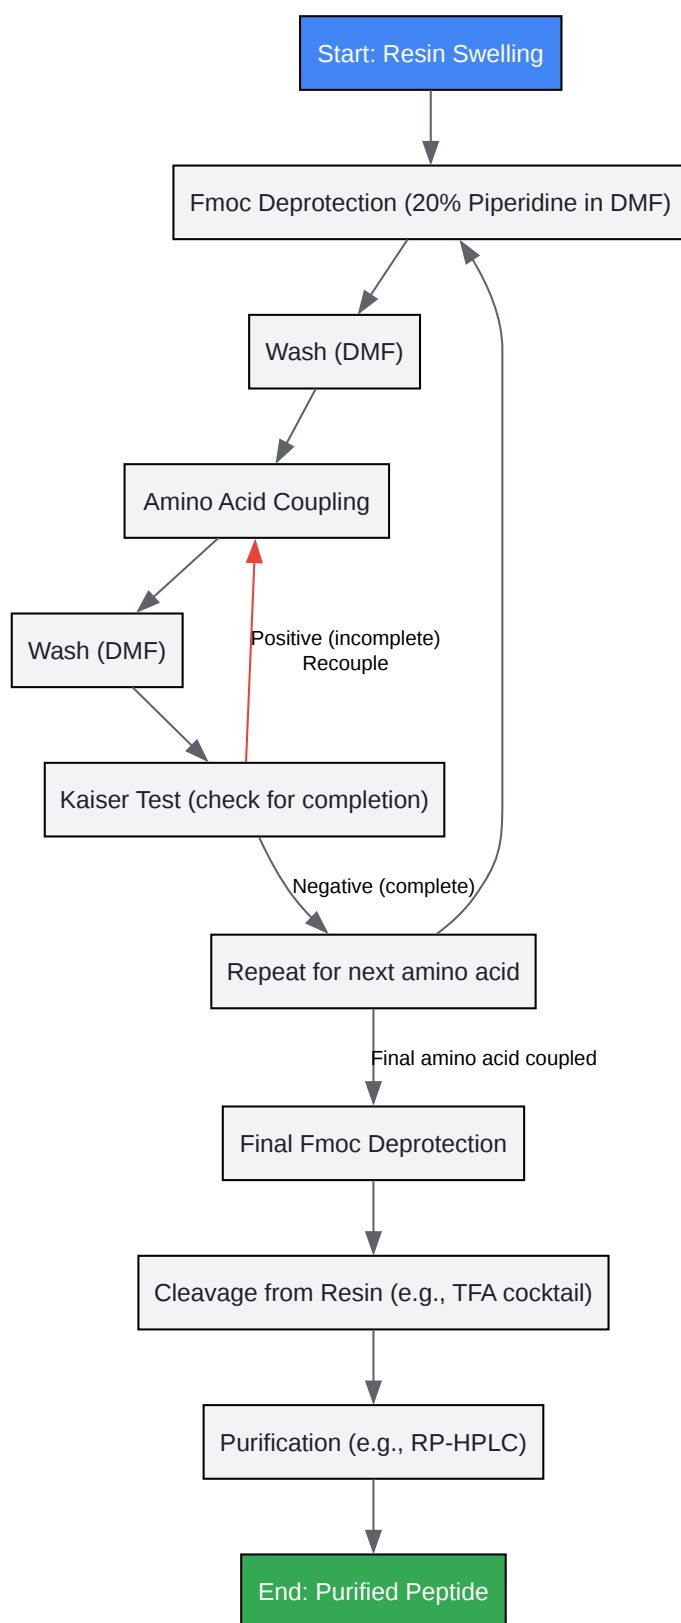 Start: Resin Swelling
Fmoc Deprotection (20% Piperidine in DMF)
Wash (DMF)
Amino Acid Coupling
Positive (incomplete)
Recouple
Wash (DMF)
Kaiser Test (check for completion)
Negative (complete)
Repeat for next amino acid
Final amino acid coupled
Final Fmoc Deprotection
Cleavage from Resin (e.g., TFA cocktail)
Purification (e.g., RP-HPLC)
End: Purified Peptide